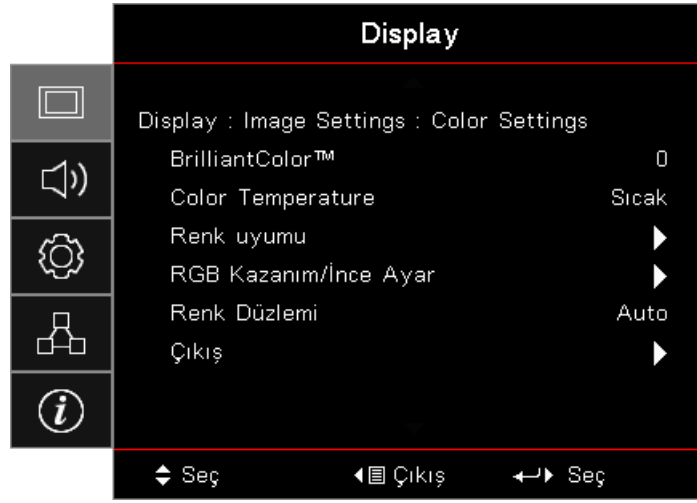 Display
Display : Image Settings : Color Settings
BrilliantColor™ 0
Color Temperature Sıcak
Renk uyumu
RGB Kazanım/İnce Ayar
Renk Düzlemi Auto
Çıkış
Seç Çıkış Seç